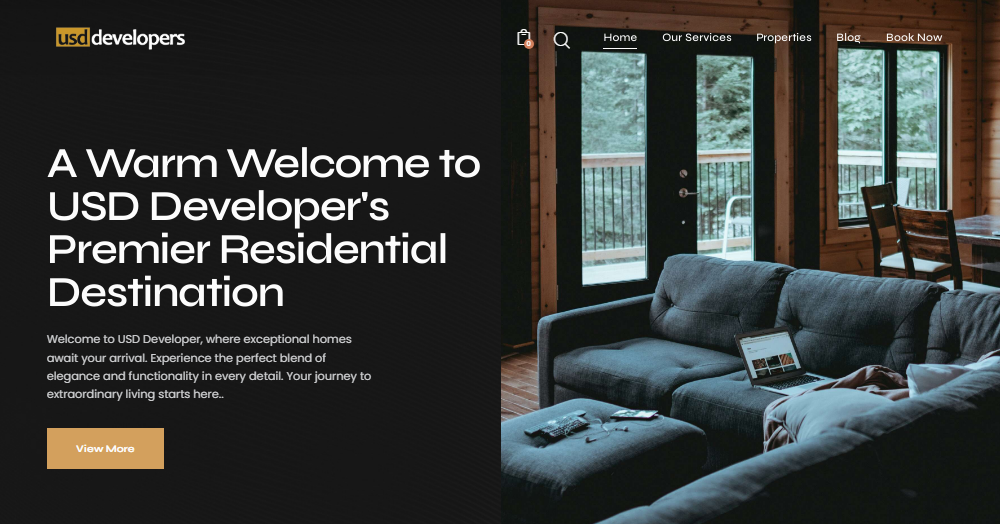 usd developers
0
Home Our Services Properties Blog Book Now
A Warm Welcome to
USD Developer's
Premier Residential
Destination
Welcome to USD Developer, where exceptional homes
await your arrival. Experience the perfect blend of
elegance and functionality in every detail. Your journey to
extraordinary living starts here..
View More